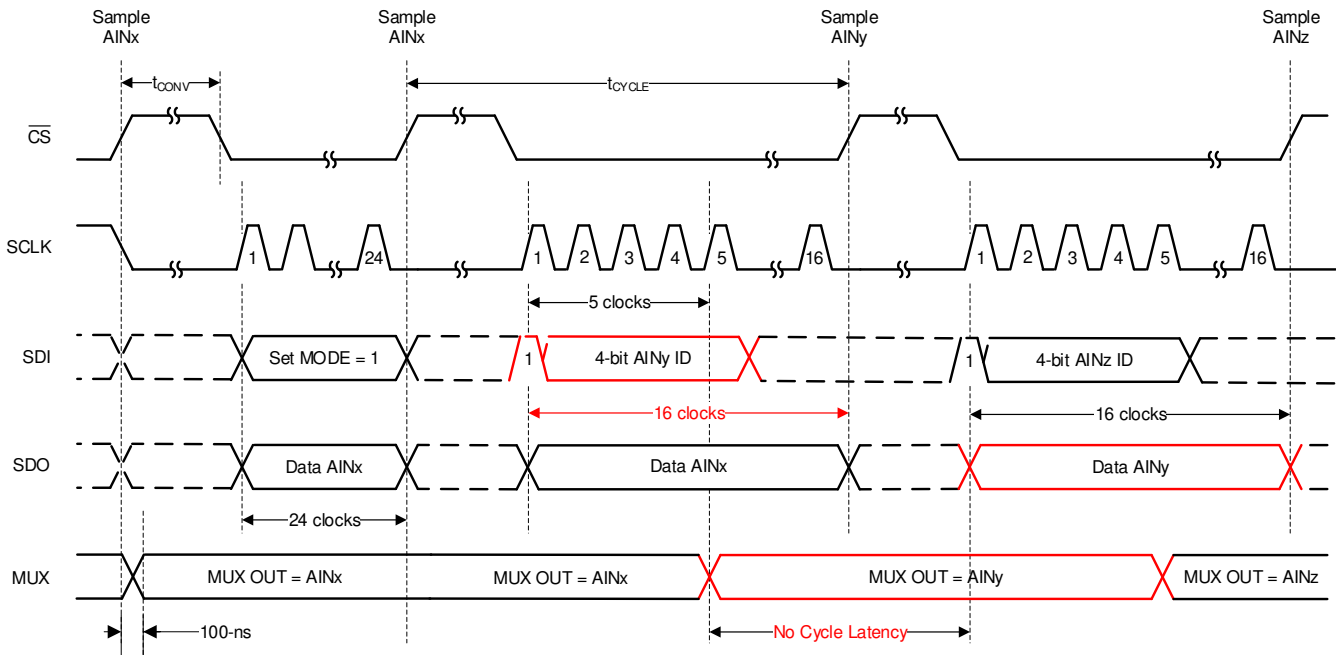 Sample
AINx
Sample
AINx
Sample
AINy
Sample
AINz
tCONV
tCYCLE
CS
SCLK
1
24
1
2
3
4
5
16
1
2
3
4
5
16
5 clocks
SDI
Set MODE = 1
1
4-bit AINy ID
1
4-bit AINz ID
16 clocks
16 clocks
SDO
Data AINx
Data AINx
Data AINy
24 clocks
MUX
MUX OUT = AINx
MUX OUT = AINx
MUX OUT = AINy
MUX OUT = AINz
100-ns
No Cycle Latency